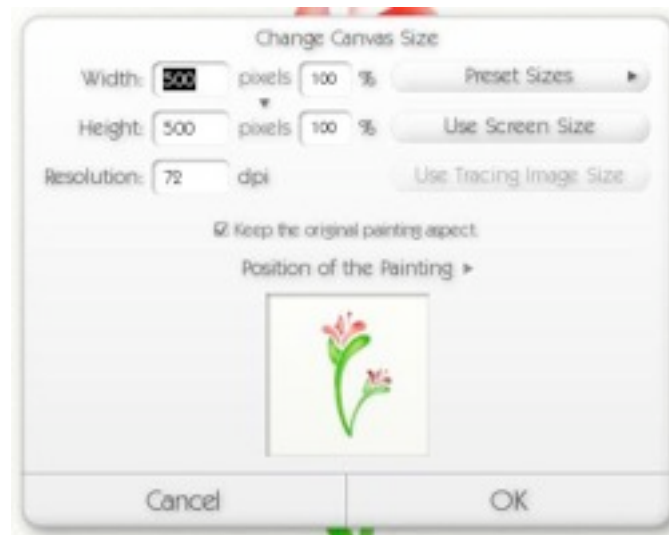 Change Canvas Size
Width: 500 pixels 100 % Preset Sizes
Height: 500 pixels 100 % Use Screen Size
Resolution: 72 dpi Use Tracing Image Size
Keep the original painting aspect.
Position of the Painting
Cancel OK